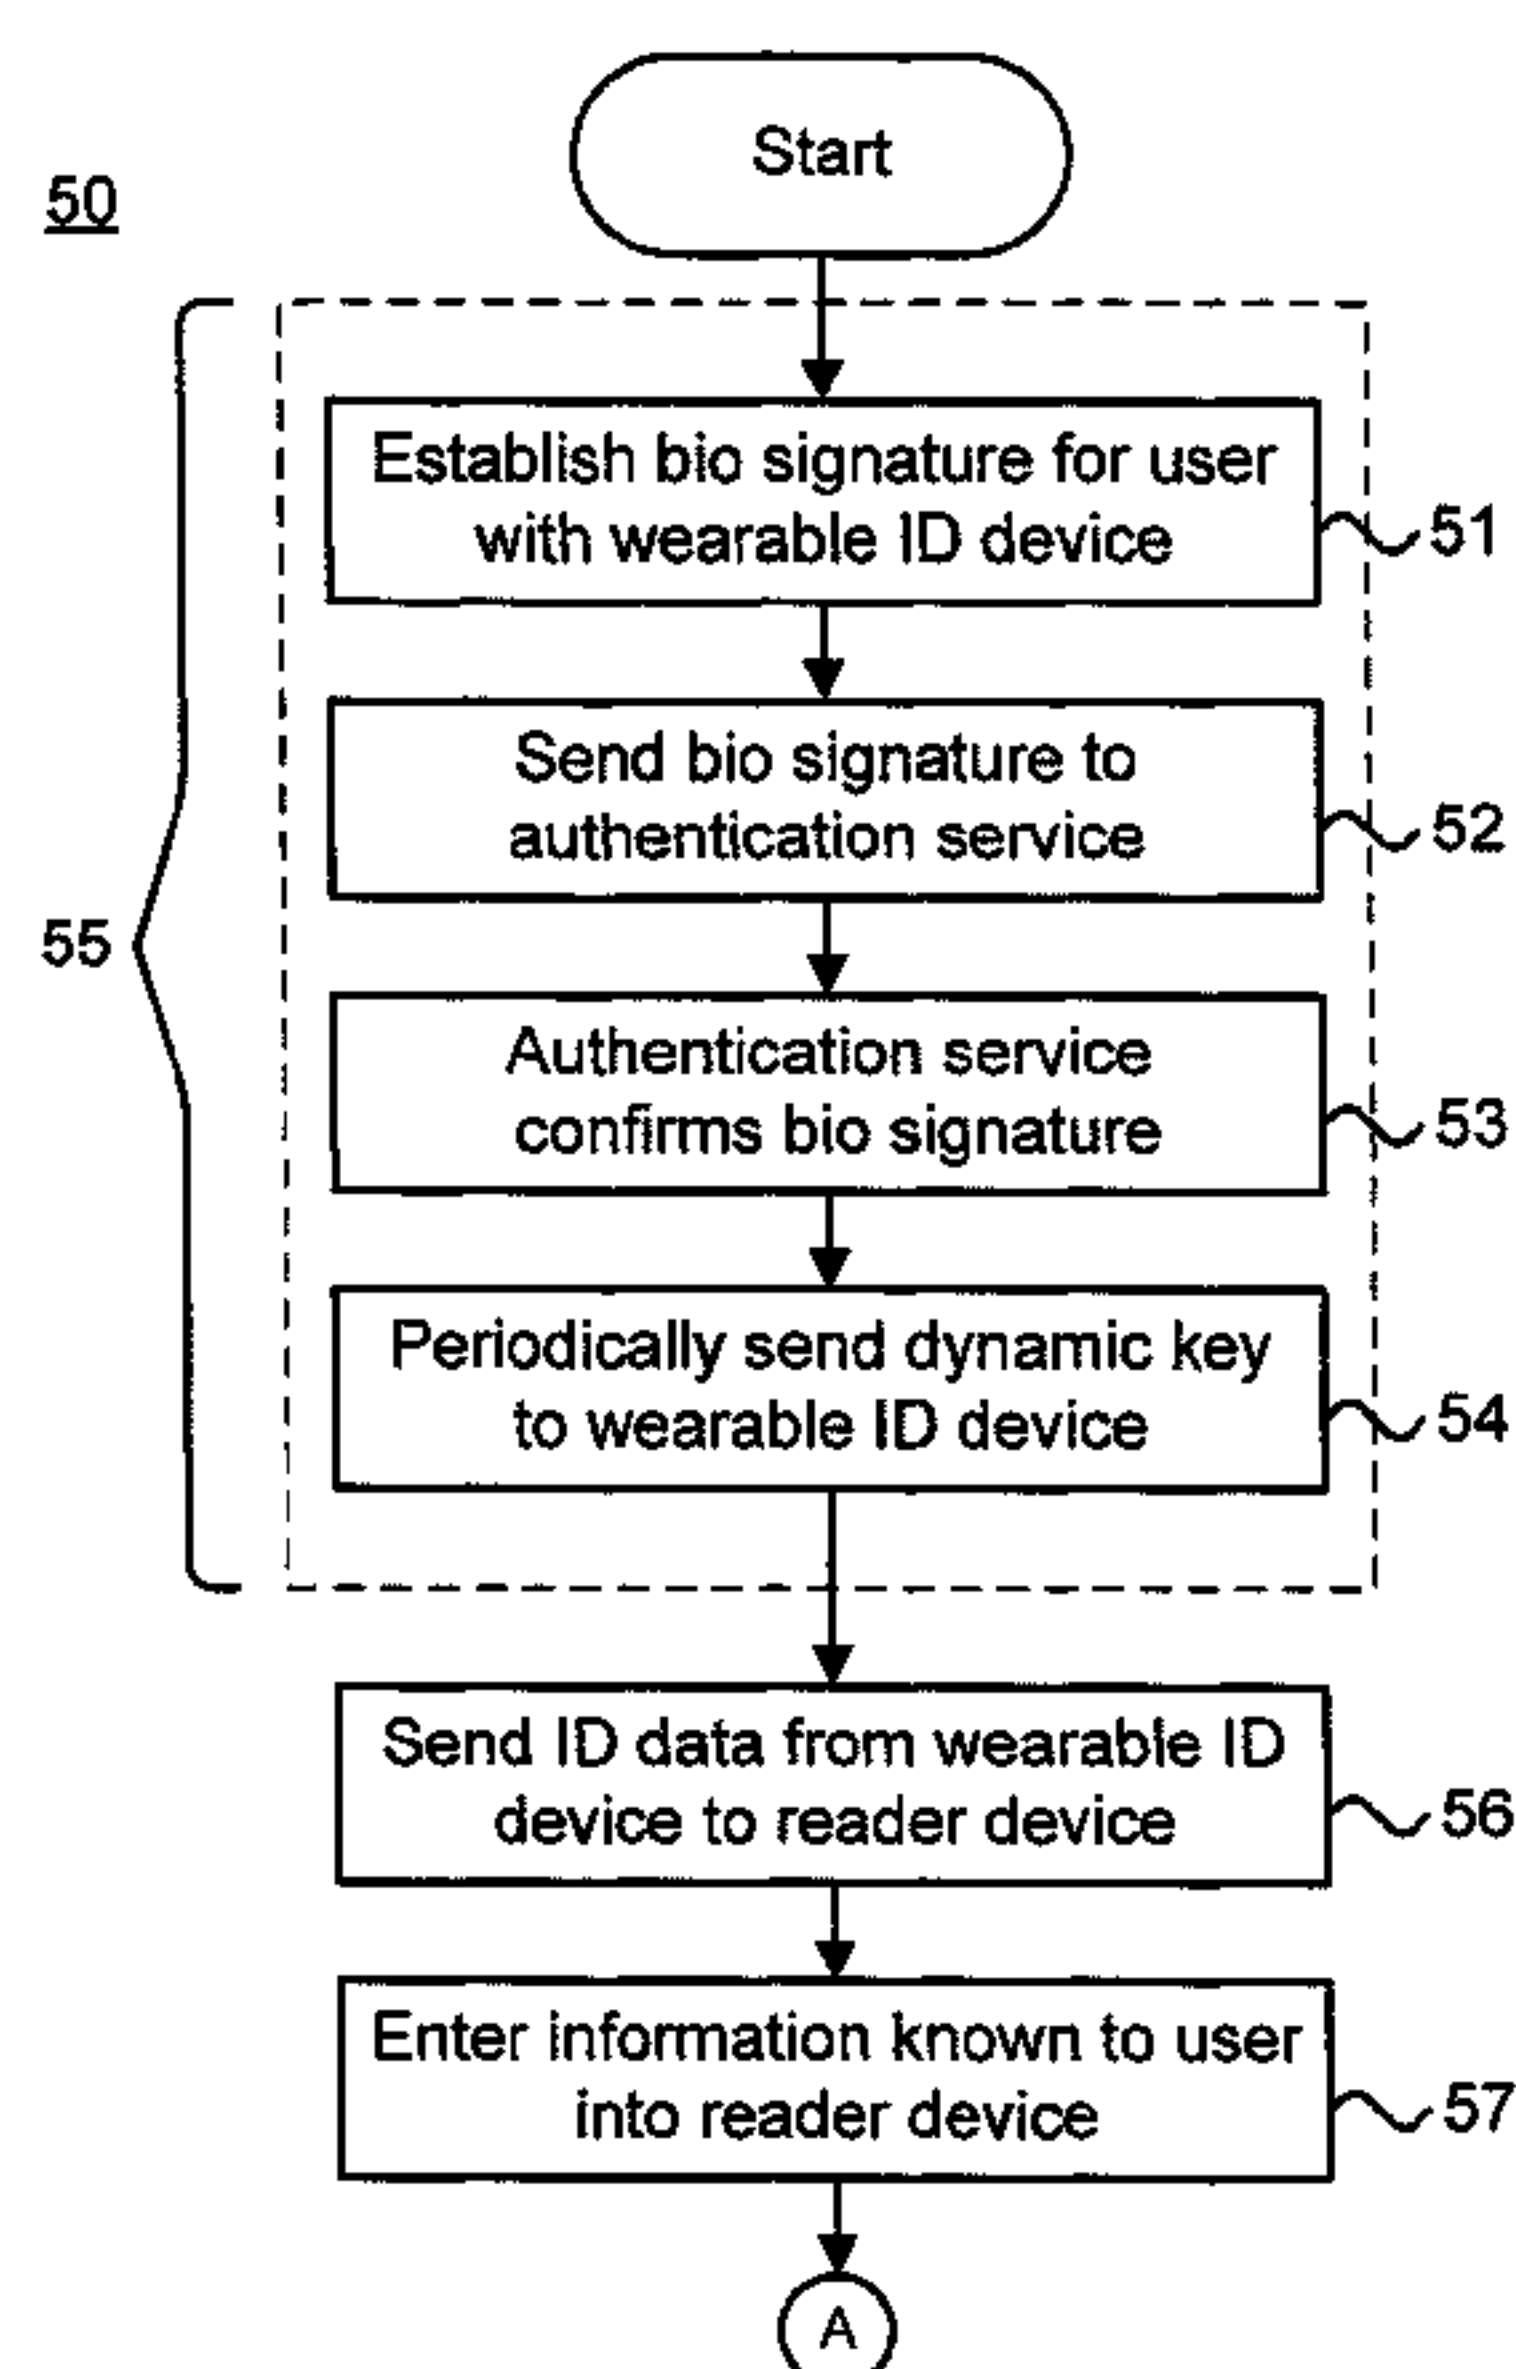 Start
50
Establish bio signature for user
with wearable ID device
51
Send bio signature to
authentication service
52
55
Authentication service
confirms bio signature
53
Periodically send dynamic key
to wearable ID device
54
Send ID data from wearable ID
device to reader device
56
Enter information known to user
into reader device
57
A